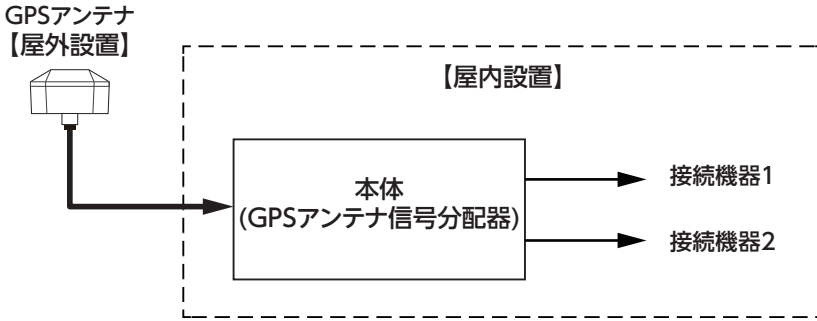 GPSアンテナ
【屋外設置】
【屋内設置】
本体
(GPSアンテナ信号分配器)
接続機器1
接続機器2